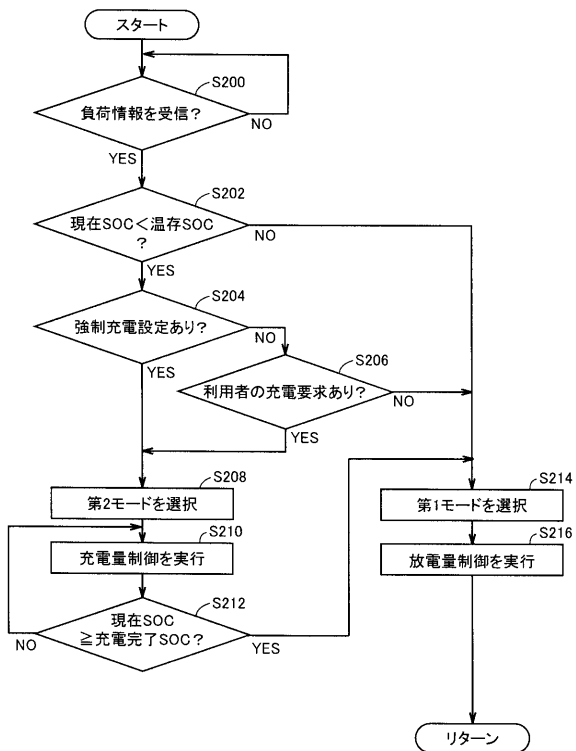 スタート
S200
負荷情報を受信?
NO
YES
S202
現在SOC<温存SOC
?
NO
YES
S204
強制充電設定あり?
NO
YES
S206
利用者の充電要求あり?
NO
YES
S208
第2モードを選択
S210
充電量制御を実行
S212
現在SOC
≧充電完了SOC?
NO
YES
S214
第1モードを選択
S216
放電量制御を実行
リターン